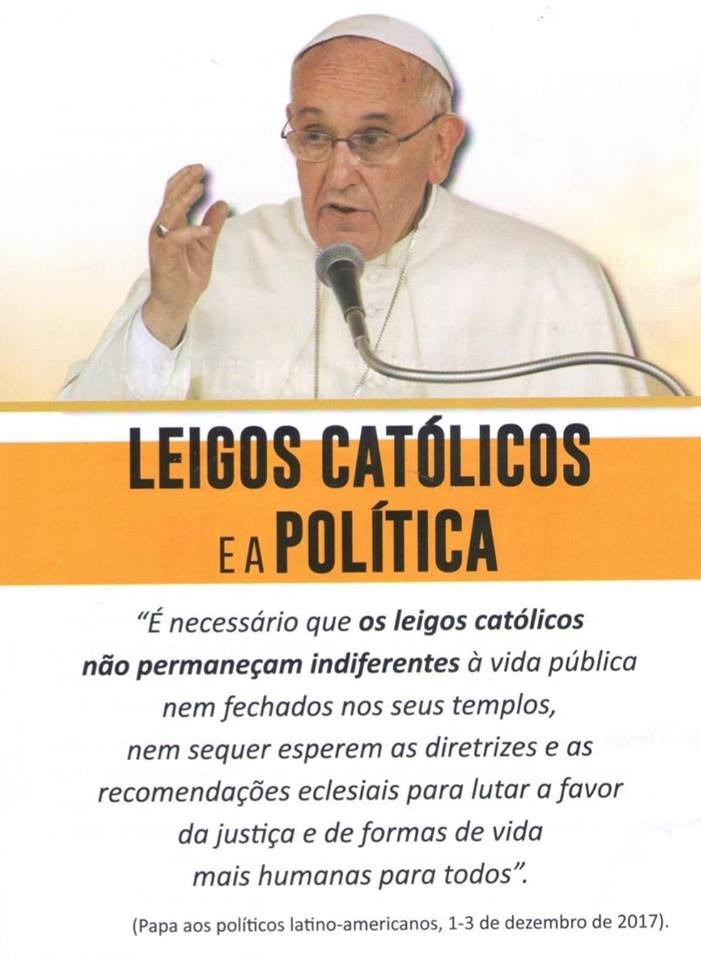 LEIGOS CATÓLICOS
E A POLÍTICA
“É necessário que os leigos católicos
não permaneçam indiferentes à vida pública
nem fechados nos seus templos,
nem sequer esperem as diretrizes e as
recomendações eclesiais para lutar a favor
da justiça e de formas de vida
mais humanas para todos”.
(Papa aos políticos latino-americanos, 1-3 de dezembro de 2017).